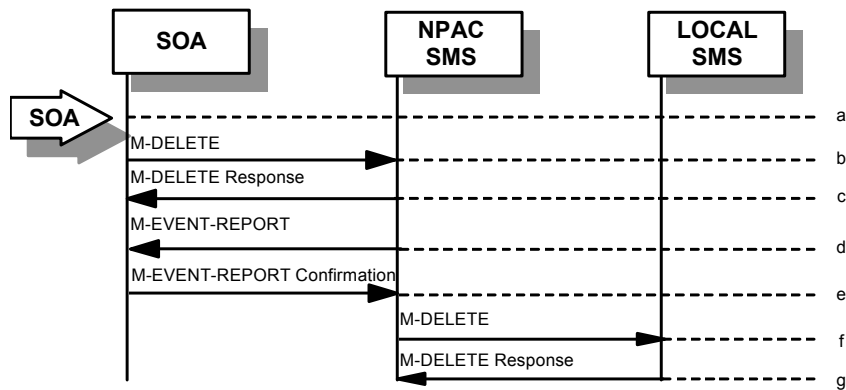 SOA
NPAC
SMS
LOCAL
SMS
SOA
a
M-DELETE
b
M-DELETE Response
c
M-EVENT-REPORT
d
M-EVENT-REPORT Confirmation
e
M-DELETE
f
M-DELETE Response
g